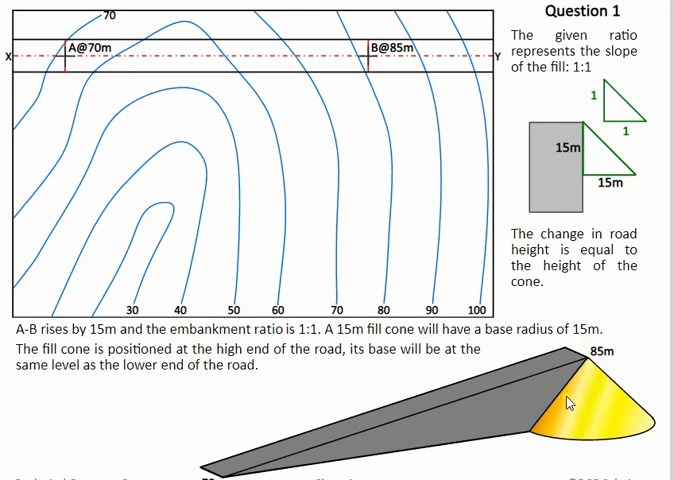 Question 1
70
X
A@70m
B@85m
Y
The given ratio
represents the slope
of the fill: 1:1
1
1
15m
15m
The change in road
height is equal to
the height of the
cone.
30 40 50 60 70 80 90 100
A-B rises by 15m and the embankment ratio is 1:1. A 15m fill cone will have a base radius of 15m.
The fill cone is positioned at the high end of the road, its base will be at the
same level as the lower end of the road.
85m